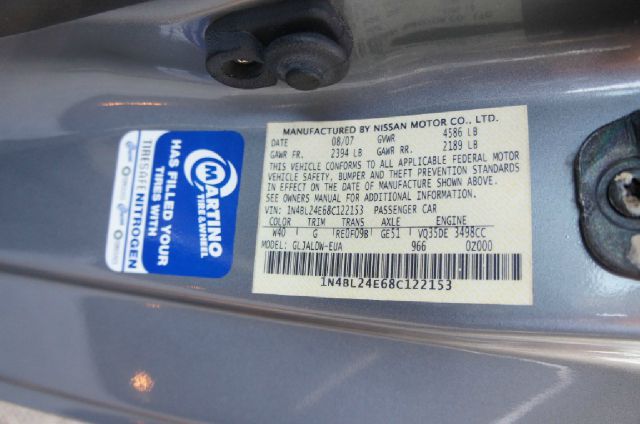 MANUFACTURED BY NISSAN MOTOR CO., LTD.
DATE 08/07 GVWR 4586 LB
GAWR FR. 2394 LB GAWR RR. 2189 LB
THIS VEHICLE CONFORMS TO ALL APPLICABLE FEDERAL MOTOR
VEHICLE SAFETY, BUMPER AND THEFT PREVENTION STANDARDS
IN EFFECT ON THE DATE OF MANUFACTURE SHOWN ABOVE.
SEE OWNERS MANUAL FOR ADDITIONAL INFORMATION.
VIN: 1N4BL24E68C122153 PASSENGER CAR
COLOR TRIM TRANS AXLE ENGINE
W40 G RE0F09B GE51 VQ35DE 3498CC
MODEL: GLJALDW-EUA 966 0Z000
1N4BL24E68C122153
MARTINO
TIRE & WHEEL
HAS FILLED YOUR
TIRES WITH:
TIRESAFE NITROGEN